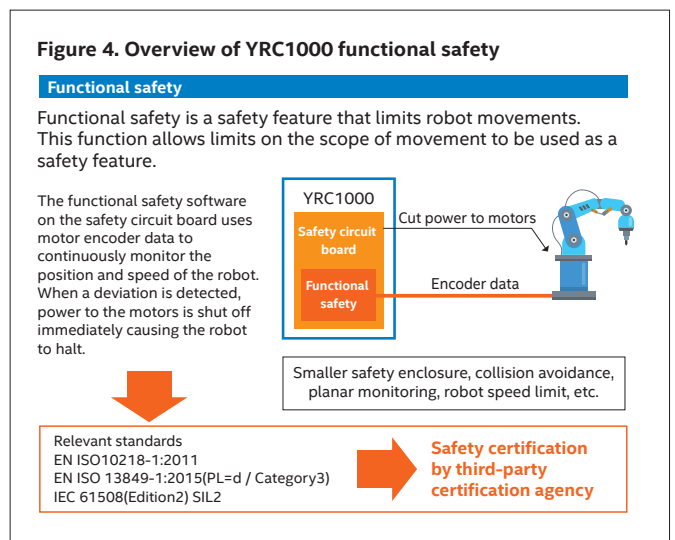 Figure 4. Overview of YRC1000 functional safety
Functional safety
Functional safety is a safety feature that limits robot movements.
This function allows limits on the scope of movement to be used as a
safety feature.
The functional safety software
on the safety circuit board uses
motor encoder data to
continuously monitor the
position and speed of the robot.
When a deviation is detected,
power to the motors is shut off
immediately causing the robot
to halt.
YRC1000
Safety circuit
board
Functional
safety
Cut power to motors
Encoder data
Smaller safety enclosure, collision avoidance,
planar monitoring, robot speed limit, etc.
Relevant standards
EN ISO10218-1:2011
EN ISO 13849-1:2015(PL=d / Category3)
IEC 61508(Edition2) SIL2
Safety certification
by third-party
certification agency